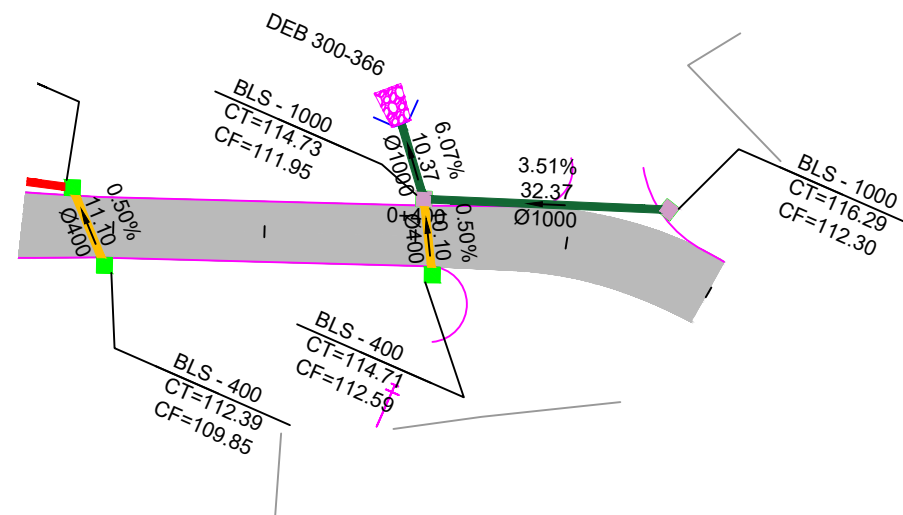 DEB 300-366
BLS - 1000
CT=114.73
CF=111.95
6.07%
10.37
Ø1000
3.51%
32.37
Ø1000
BLS - 1000
CT=116.29
CF=112.30
0.50%
11.70
Ø400
0.50%
Ø400
BLS - 400
CT=114.71
CF=112.59
BLS - 400
CT=112.39
CF=109.85